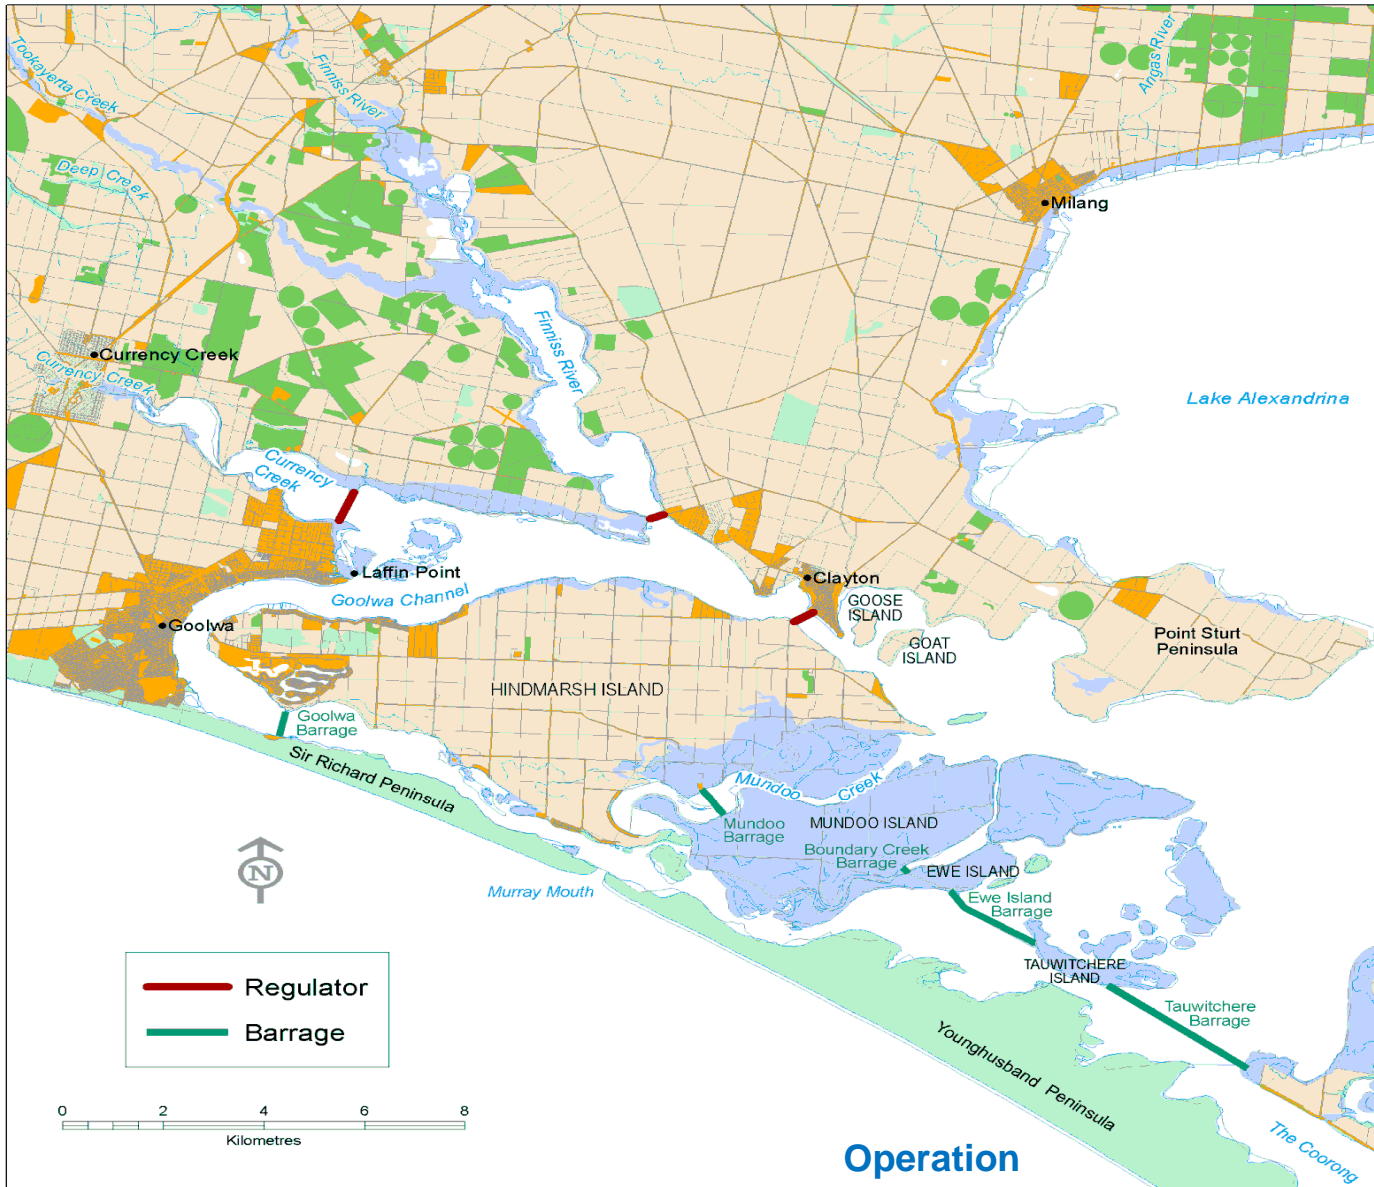 Tookayerta Creek
Finniss River
Angas River
Deep Creek
Milang
Currency Creek
Currency Creek
Finniss River
Lake Alexandrina
Currency
Creek
Laffin Point
Clayton
Goolwa Channel
GOOSE
ISLAND
Goolwa
GOAT
ISLAND
Point Sturt
Peninsula
HINDMARSH ISLAND
Goolwa
Barrage
Sir Richard Peninsula
Mundoo Creek
Mundoo
Barrage
MUNDOO ISLAND
Boundary Creek
Barrage
EWE ISLAND
Murray Mouth
Ewe Island
Barrage
TAUWITCHERE
ISLAND
Tauwitchere
Barrage
Younghusband Peninsula
The Coorong
N
Regulator
Barrage
0 2 4 6 8
Kilometres
Operation